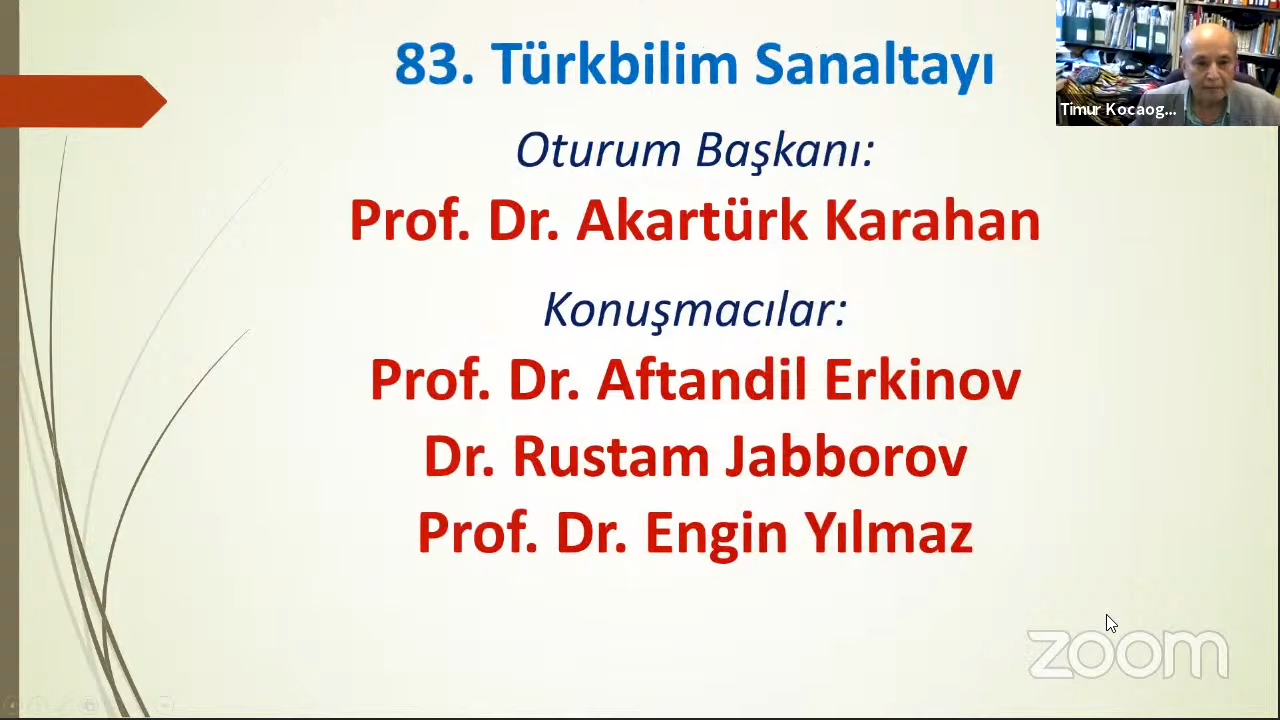 83. Türkbilim Sanaltayı
Timur Kocaog...
Oturum Başkanı:
Prof. Dr. Akartürk Karahan
Konuşmacılar:
Prof. Dr. Aftandil Erkinov
Dr. Rustam Jabborov
Prof. Dr. Engin Yılmaz
zoom